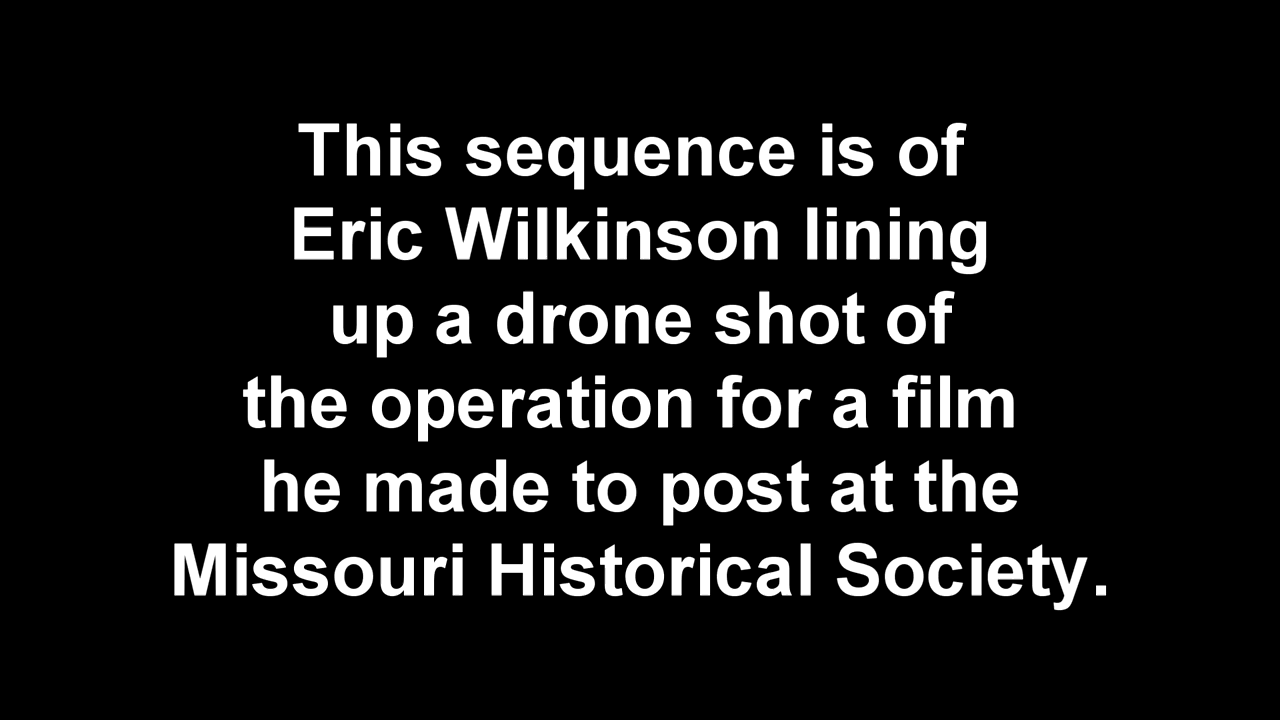 This sequence is of
Eric Wilkinson lining
up a drone shot of
the operation for a film
he made to post at the
Missouri Historical Society.